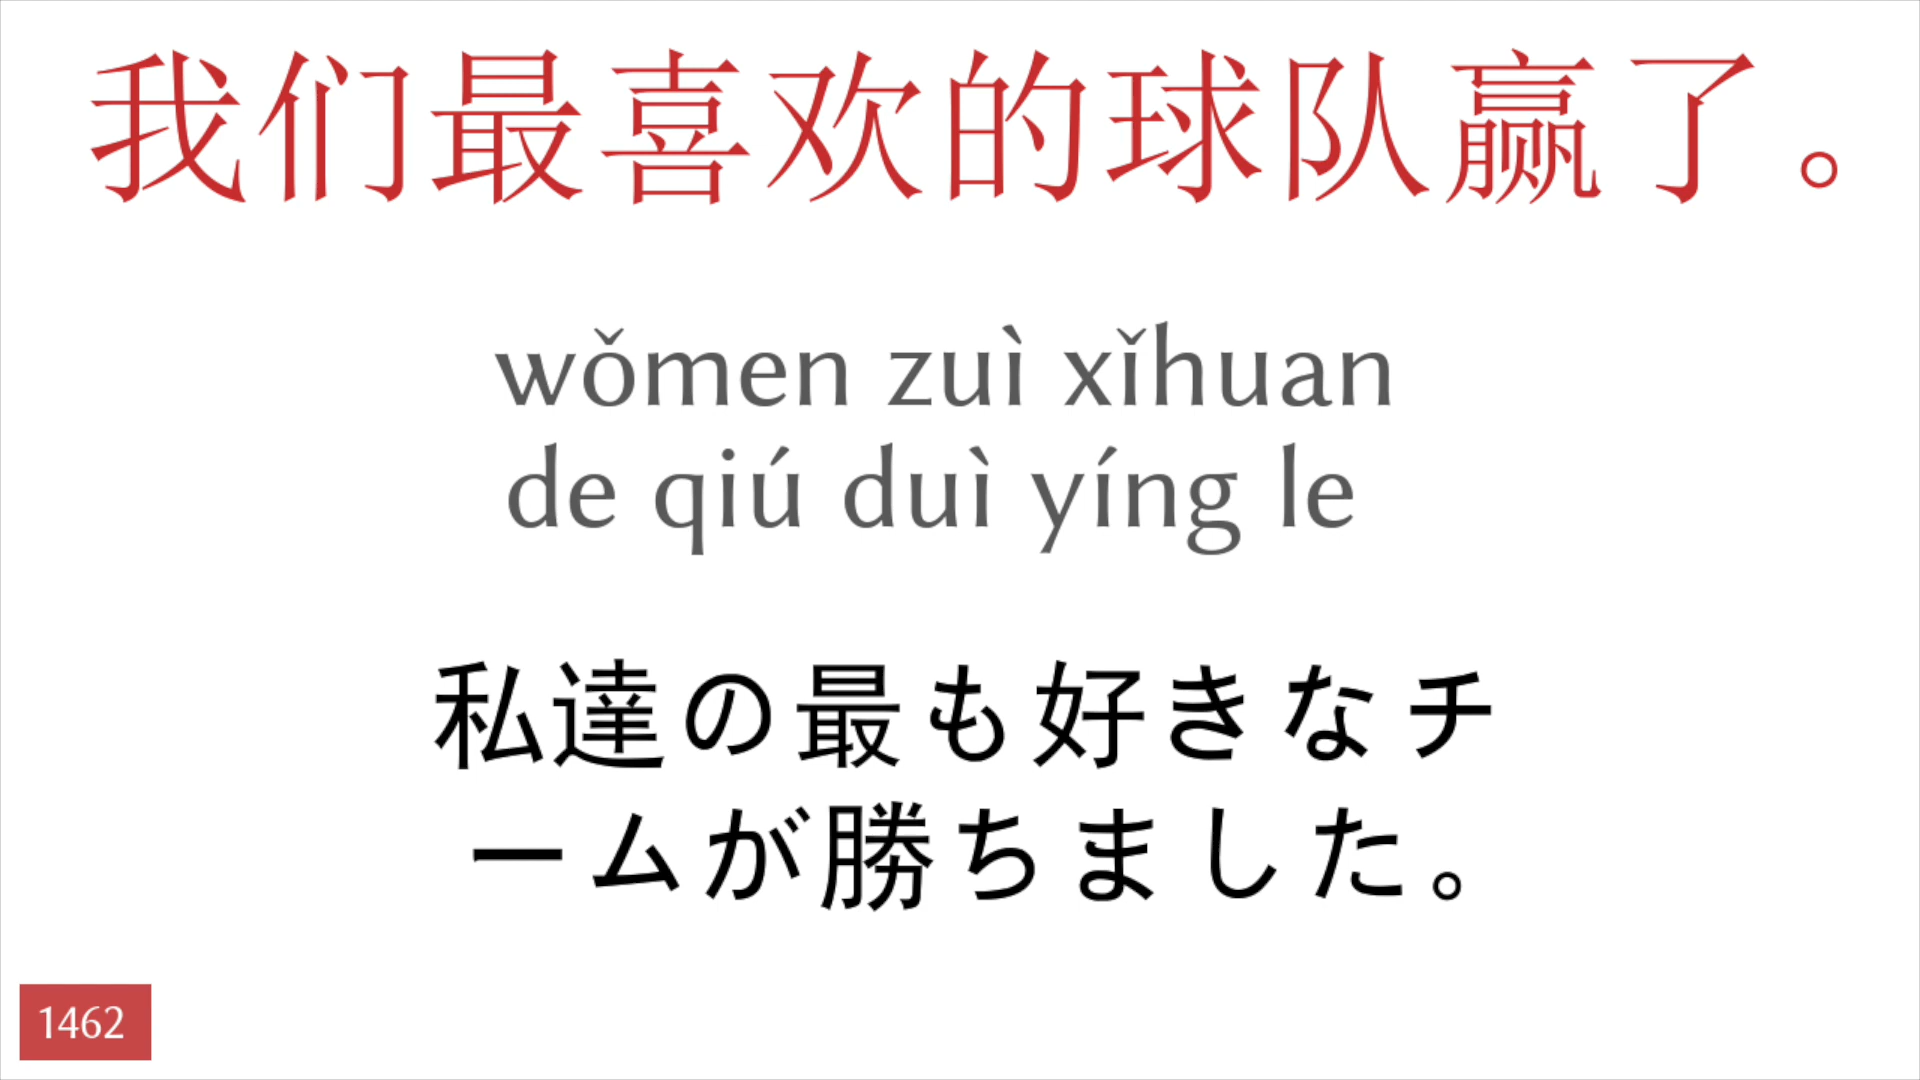 我们最喜欢的球队赢了。
wǒmen zuì xǐhuan
de qiú duì yíng le
私達の最も好きなチ
ームが勝ちました。
1462